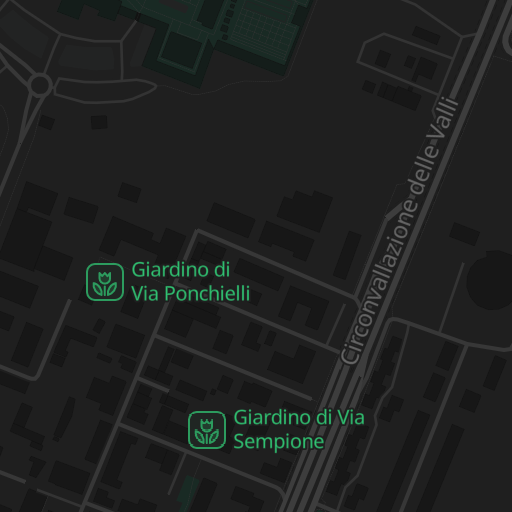 Circonvallazione delle Valli
Giardino di
Via Ponchielli
Giardino di Via
Sempione